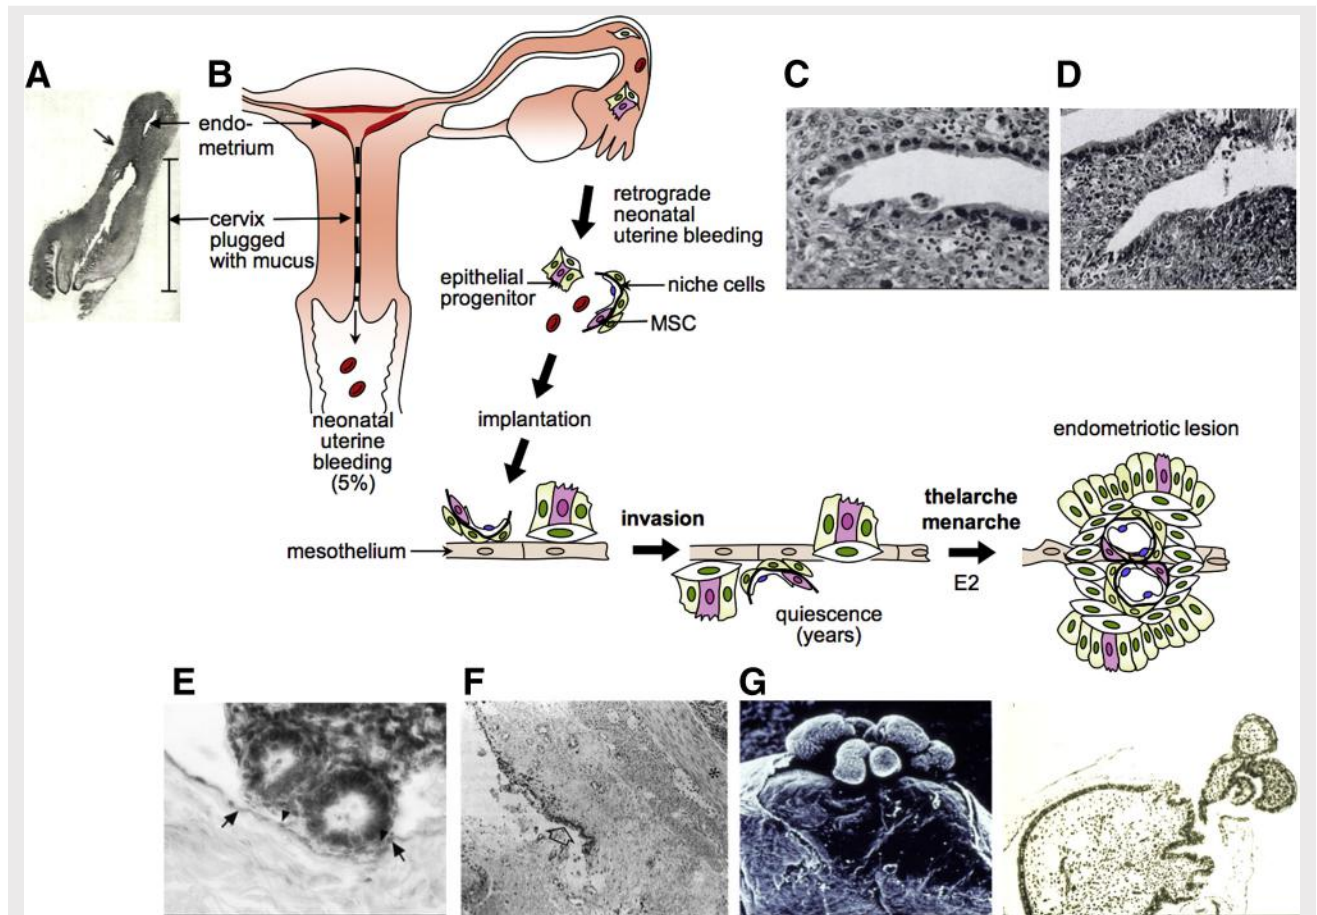 A
B
C
D
endo-
metrium
cervix
plugged
with mucus
neonatal
uterine
bleeding
(5%)
retrograde
neonatal
uterine bleeding
epithelial
progenitor
niche cells
MSC
implantation
mesothelium
invasion
quiescence
(years)
thelarche
menarche
E2
endometriotic lesion
E
F
G
*